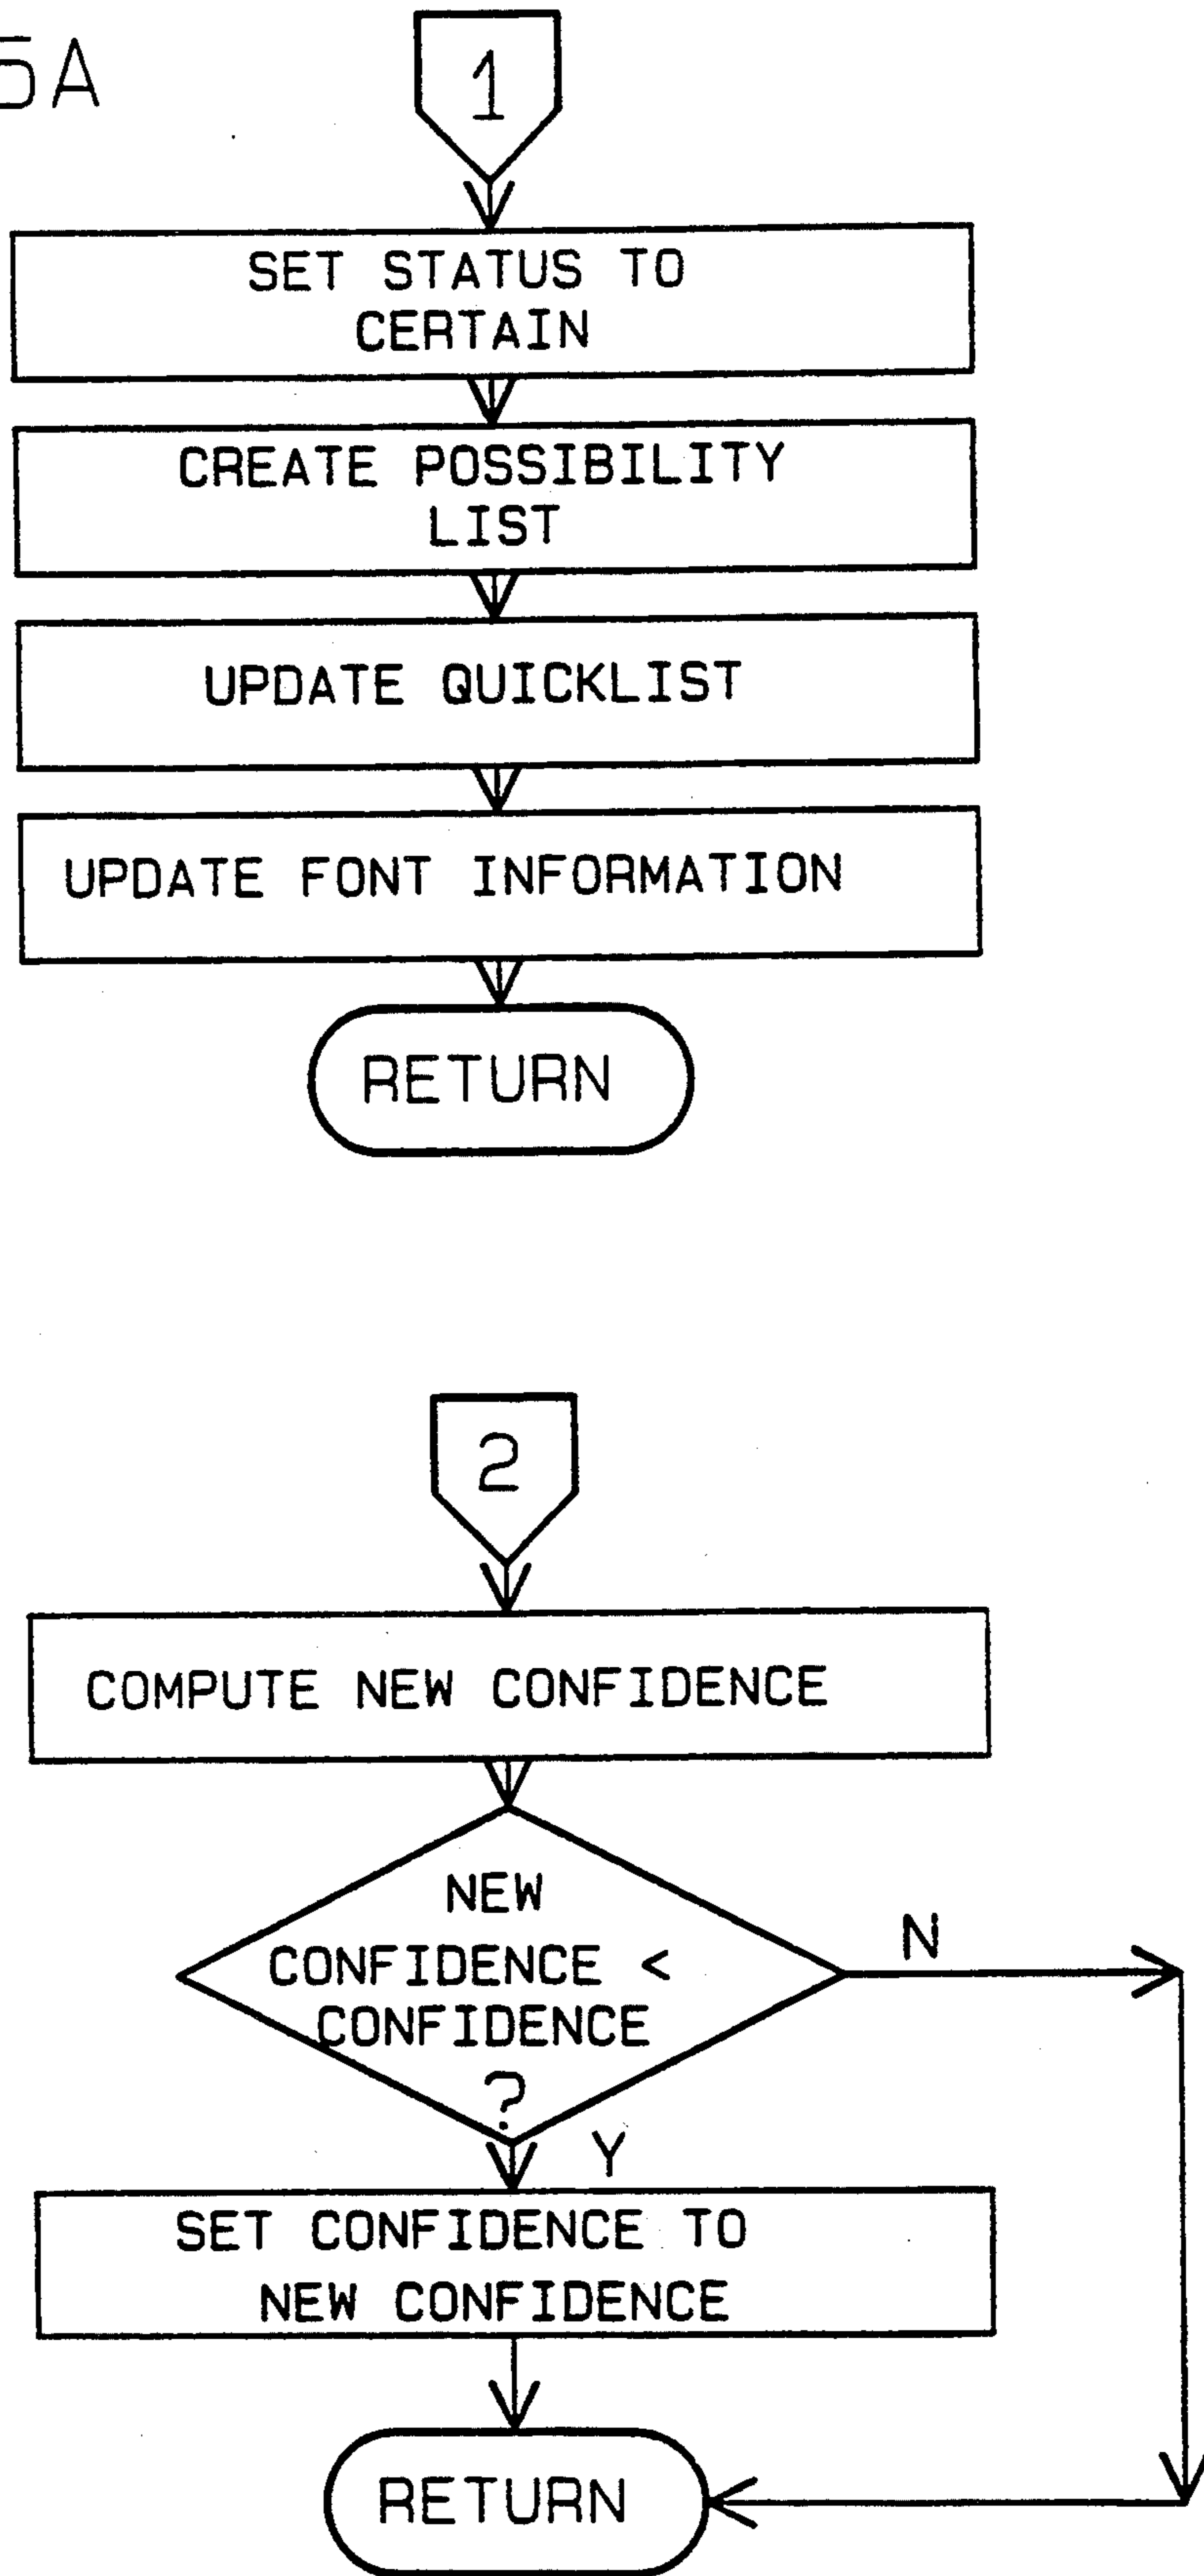 5A
1
SET STATUS TO
CERTAIN
CREATE POSSIBILITY
LIST
UPDATE QUICKLIST
UPDATE FONT INFORMATION
RETURN
2
COMPUTE NEW CONFIDENCE
NEW
CONFIDENCE <
CONFIDENCE
?
N
Y
SET CONFIDENCE TO
NEW CONFIDENCE
RETURN